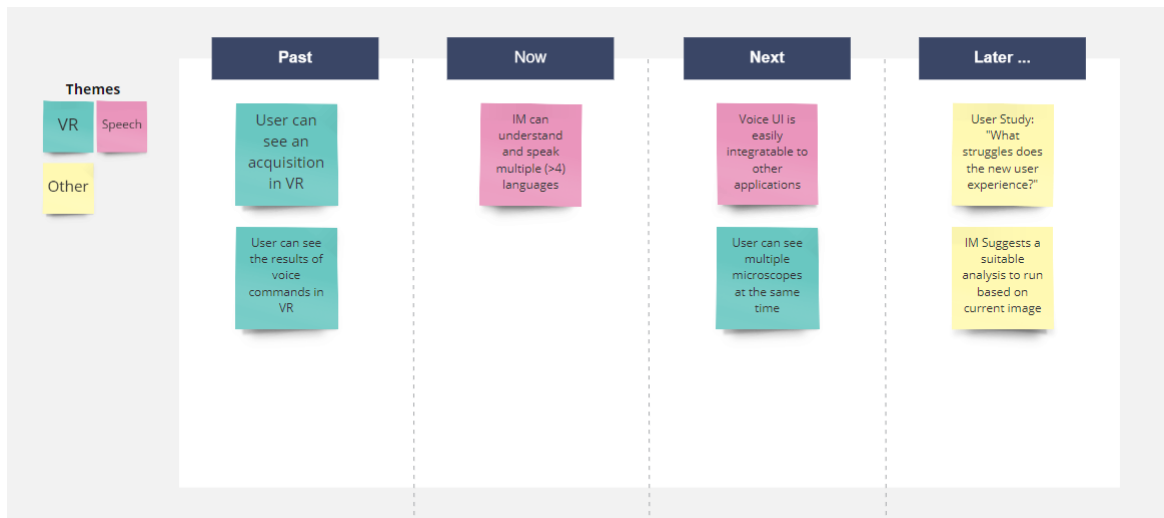 Past
Now
Next
Later ...
Themes
VR
Speech
Other
User can
see an
acquisition
in VR
User can see
the results of
voice
commands in
VR
IM can
understand
and speak
multiple (>4)
languages
Voice UI is
easily
integratable to
other
applications
User can see
multiple
microscopes
at the same
time
User Study:
"What
struggles does
the new user
experience?"
IM Suggests a
suitable
analysis to run
based on
current image